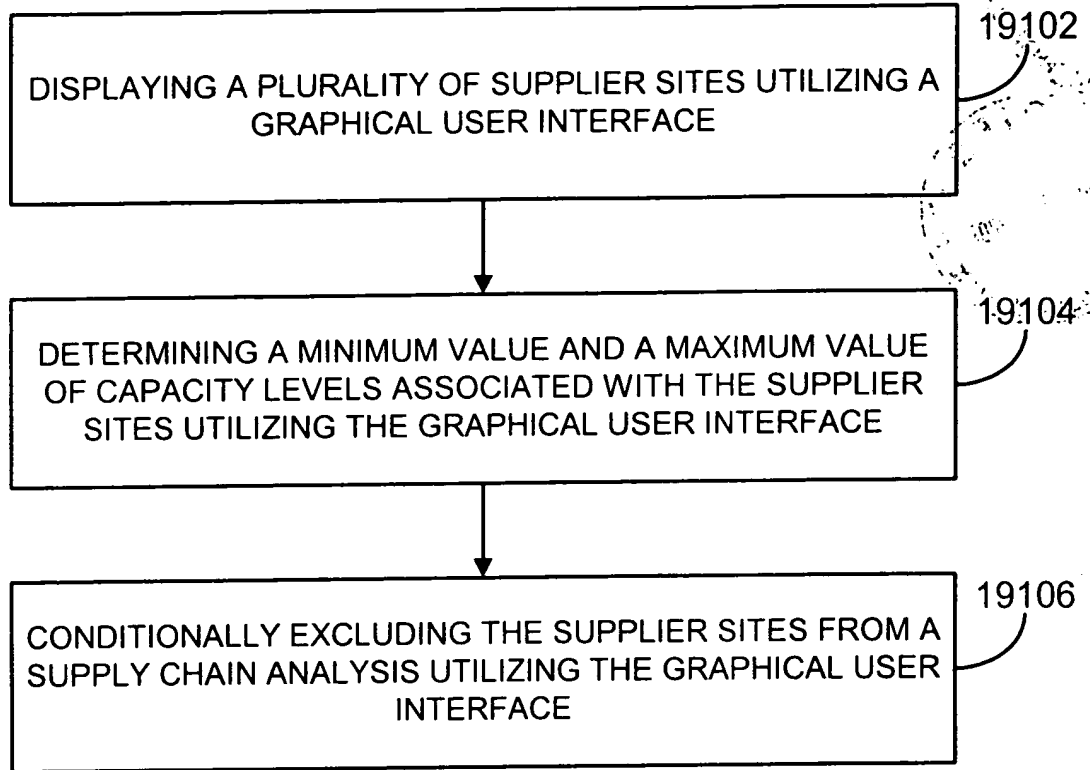 19102
DISPLAYING A PLURALITY OF SUPPLIER SITES UTILIZING A
GRAPHICAL USER INTERFACE
19104
DETERMINING A MINIMUM VALUE AND A MAXIMUM VALUE
OF CAPACITY LEVELS ASSOCIATED WITH THE SUPPLIER
SITES UTILIZING THE GRAPHICAL USER INTERFACE
19106
CONDITIONALLY EXCLUDING THE SUPPLIER SITES FROM A
SUPPLY CHAIN ANALYSIS UTILIZING THE GRAPHICAL USER
INTERFACE